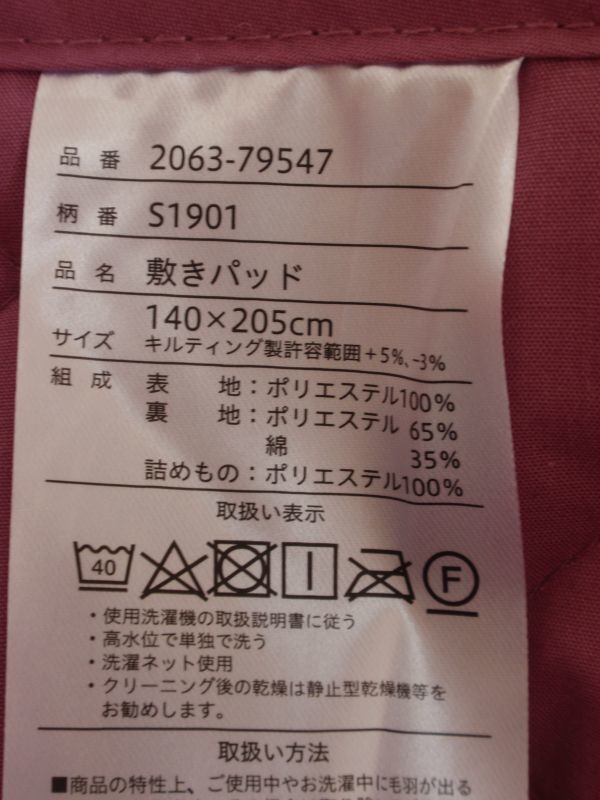 品番 2063-79547
柄番 S1901
品名 敷きパッド
サイズ 140×205cm
キルティング製許容範囲+5%、-3%
組成 表 地:ポリエステル100%
裏 地:ポリエステル 65%
綿 35%
詰めもの:ポリエステル100%
取扱い表示
40 F
・使用洗濯機の取扱説明書に従う
・高水位で単独で洗う
・洗濯ネット使用
・クリーニング後の乾燥は静止型乾燥機等を
お勧めします。
取扱い方法
■商品の特性上、ご使用中やお洗濯中に毛羽が出る